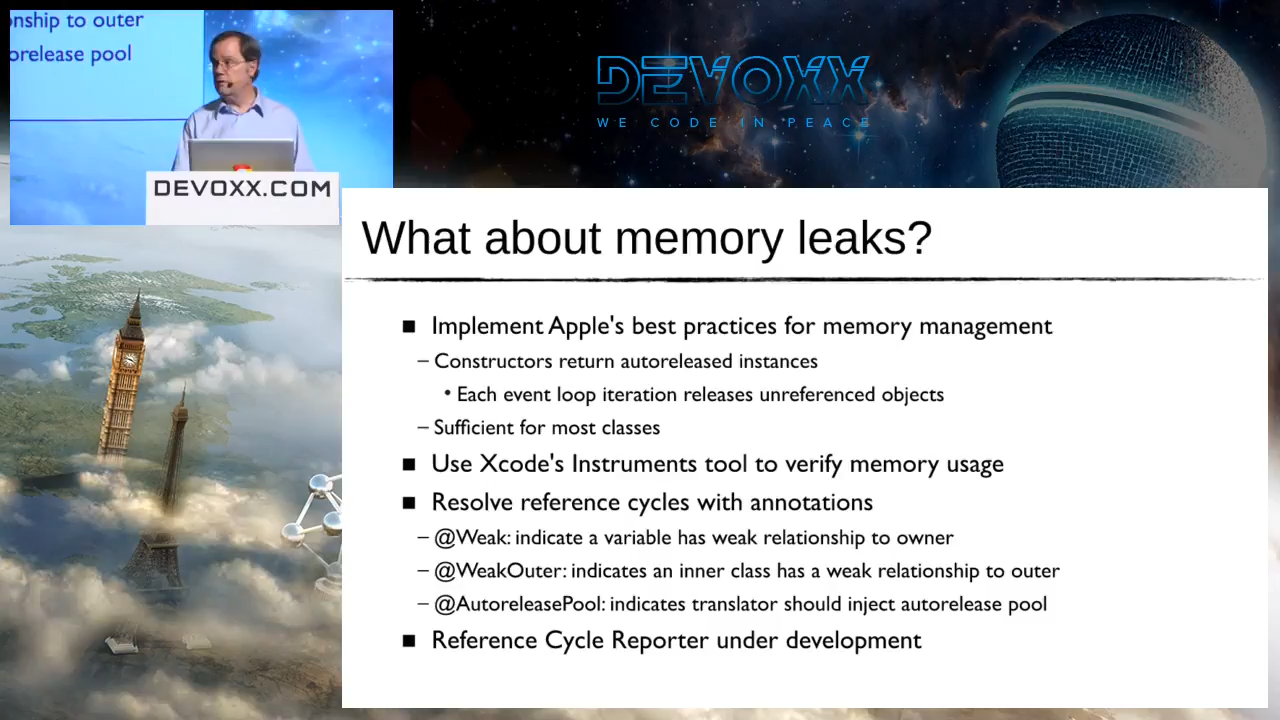 onship to outer
orelease pool
DEVOXX.COM
DEVOXX
WE CODE IN PEACE
What about memory leaks?
■ Implement Apple's best practices for memory management
– Constructors return autoreleased instances
• Each event loop iteration releases unreferenced objects
– Sufficient for most classes
■ Use Xcode's Instruments tool to verify memory usage
■ Resolve reference cycles with annotations
– @Weak: indicate a variable has weak relationship to owner
– @WeakOuter: indicates an inner class has a weak relationship to outer
– @AutoreleasePool: indicates translator should inject autorelease pool
■ Reference Cycle Reporter under development